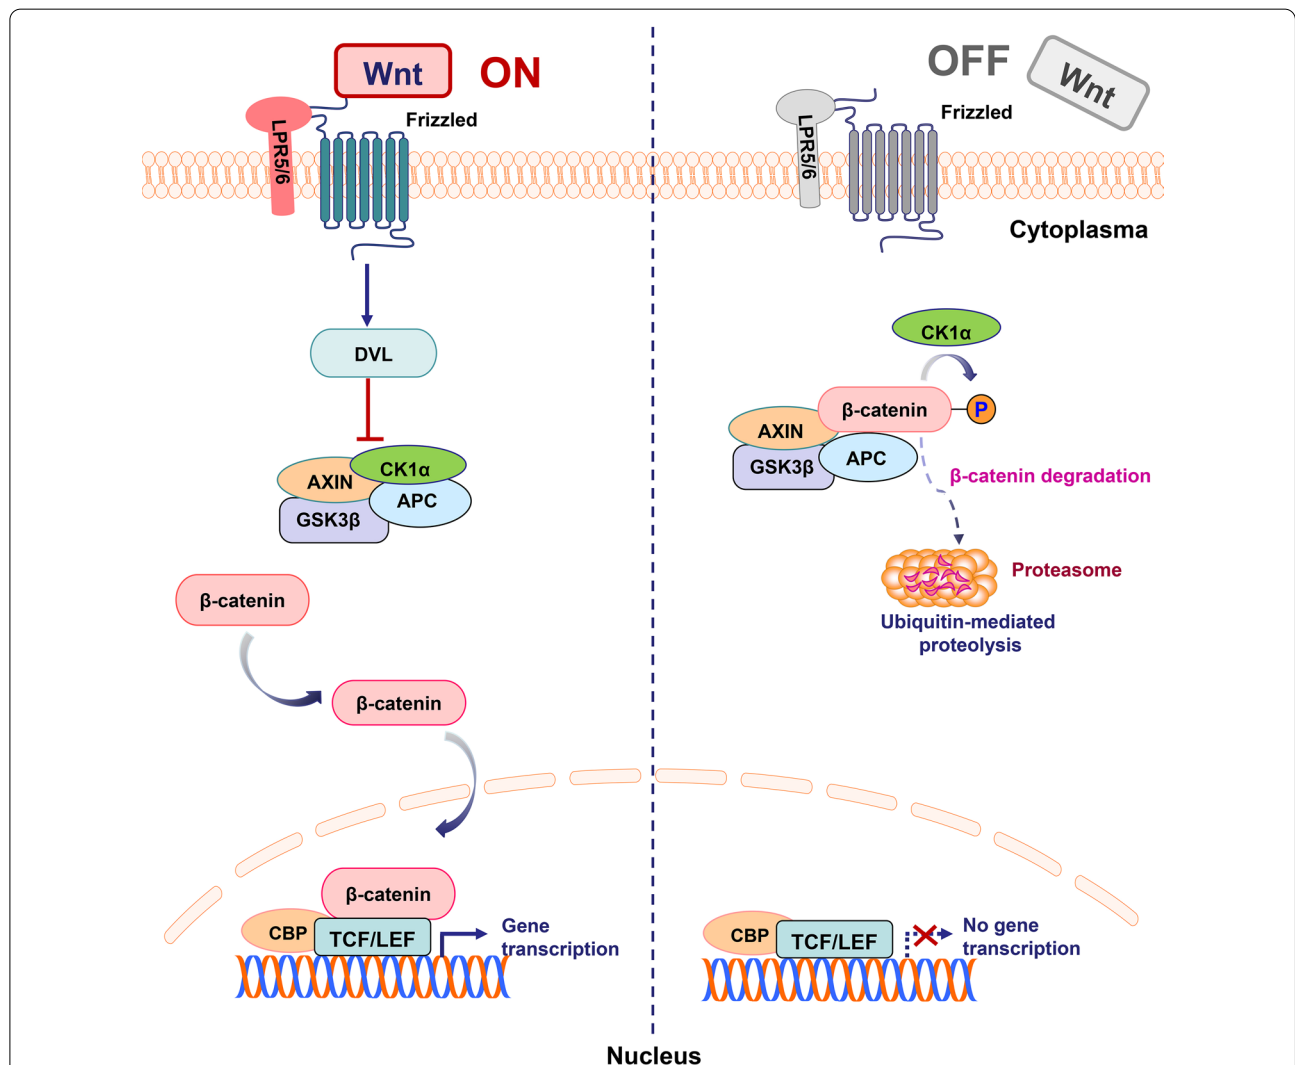 Wnt
ON
LPR5/6
Frizzled
DVL
CK1α
AXIN
APC
GSK3β
β-catenin
β-catenin
β-catenin
CBP
TCF/LEF
Gene
transcription
OFF
Wnt
LPR5/6
Frizzled
Cytoplasma
CK1α
β-catenin
P
AXIN
APC
GSK3β
β-catenin degradation
Proteasome
Ubiquitin-mediated
proteolysis
CBP
TCF/LEF
No gene
transcription
Nucleus